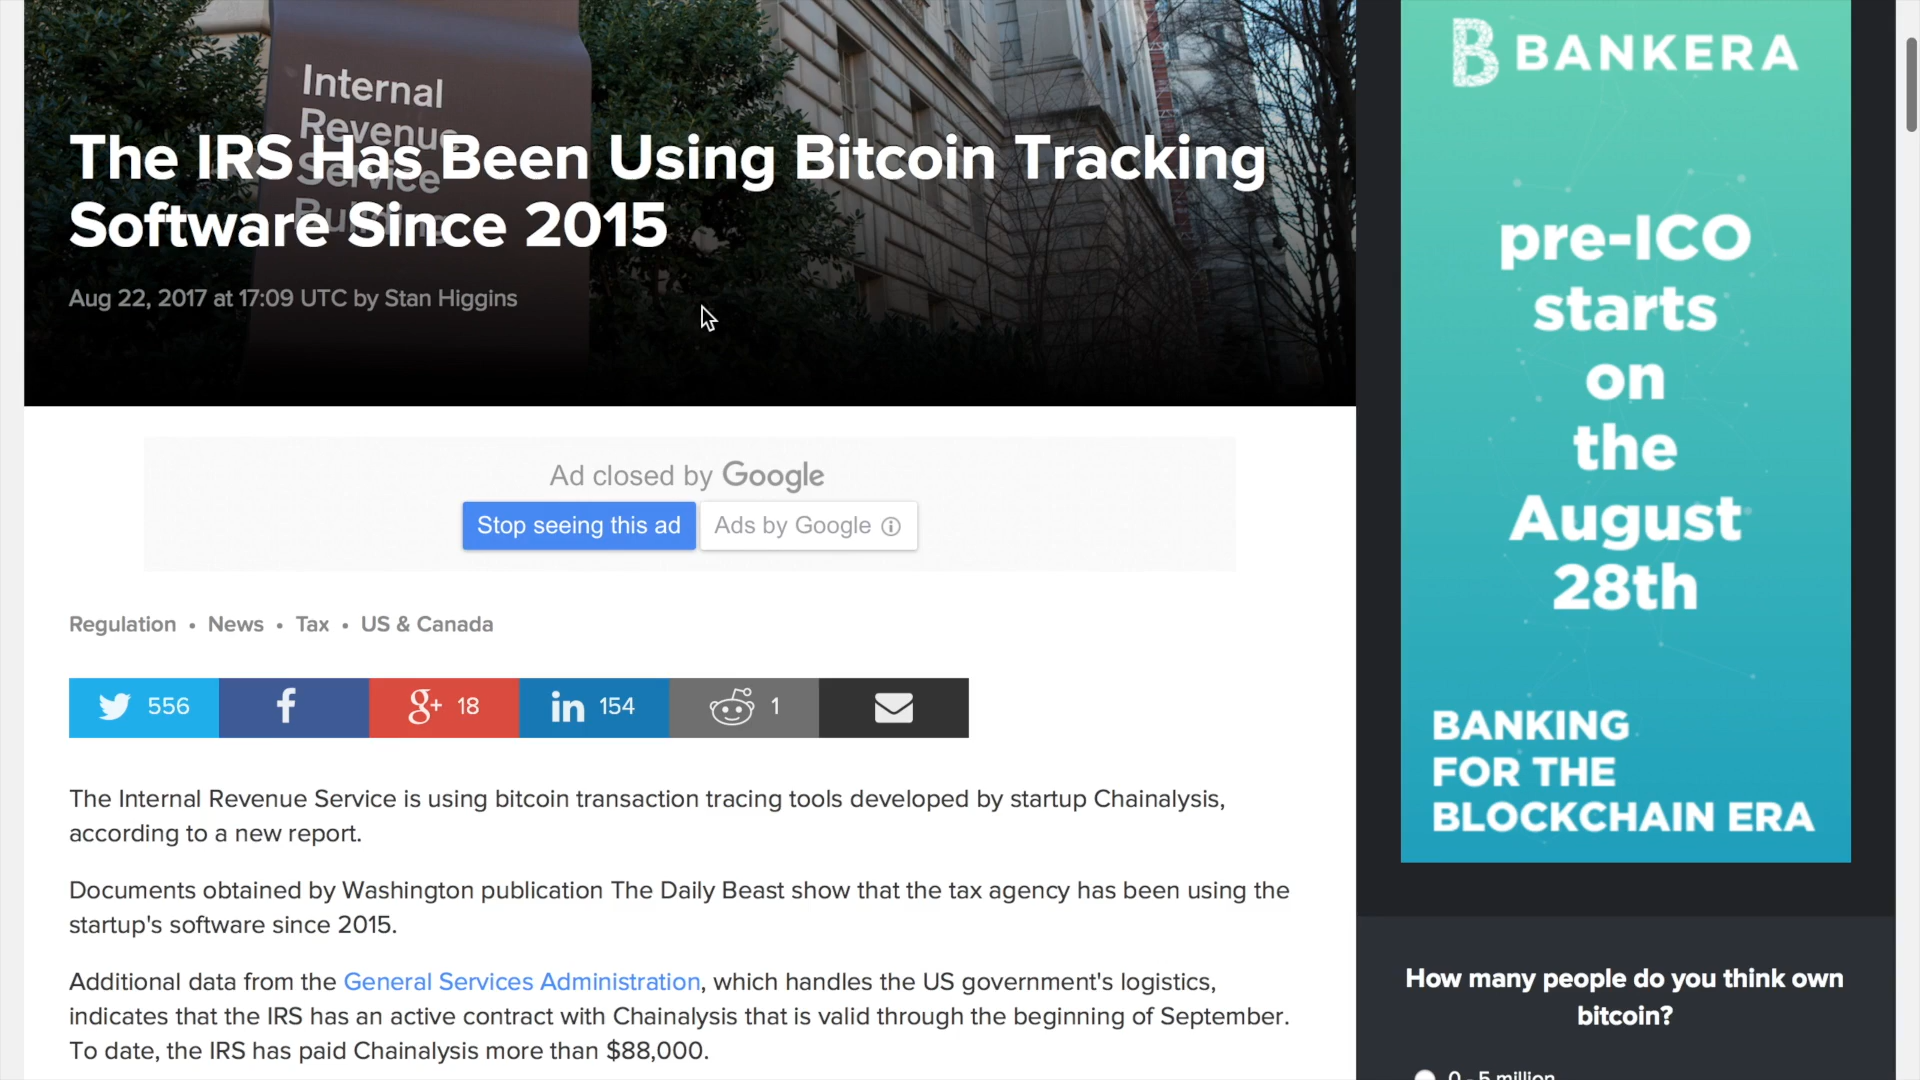 Internal
Revenue
Service
Building
The IRS Has Been Using Bitcoin Tracking
Software Since 2015
Aug 22, 2017 at 17:09 UTC by Stan Higgins
Ad closed by Google
Stop seeing this ad
Ads by Google
Regulation • News • Tax • US & Canada
556
f
g+ 18
in 154
1
The Internal Revenue Service is using bitcoin transaction tracing tools developed by startup Chainalysis,
according to a new report.
Documents obtained by Washington publication The Daily Beast show that the tax agency has been using the
startup's software since 2015.
Additional data from the General Services Administration, which handles the US government's logistics,
indicates that the IRS has an active contract with Chainalysis that is valid through the beginning of September.
To date, the IRS has paid Chainalysis more than $88,000.
B BANKERA
pre-ICO
starts
on
the
August
28th
BANKING
FOR THE
BLOCKCHAIN ERA
How many people do you think own
bitcoin?
0 - 5 million